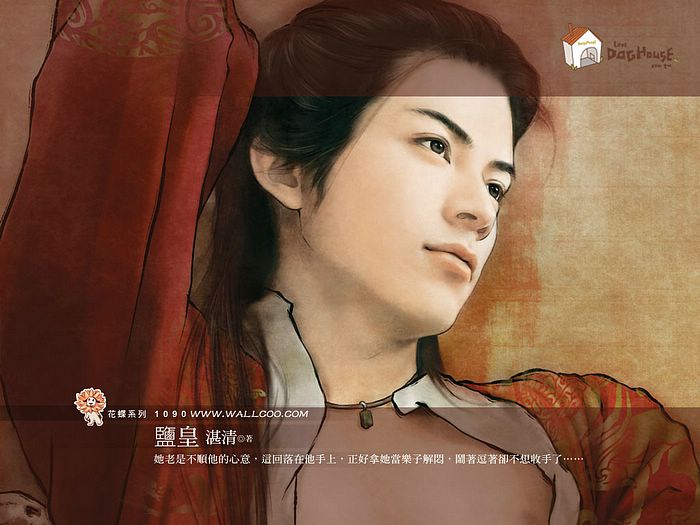 LOVE
DOGHOUSE
花蝶系列 1090 WWW.WALLCOO.COM
鹽皇 湛清◎著
她老是不順他的心意，這回落在他手上，正好拿她當樂子解悶，鬧著逗著卻不想收手了……